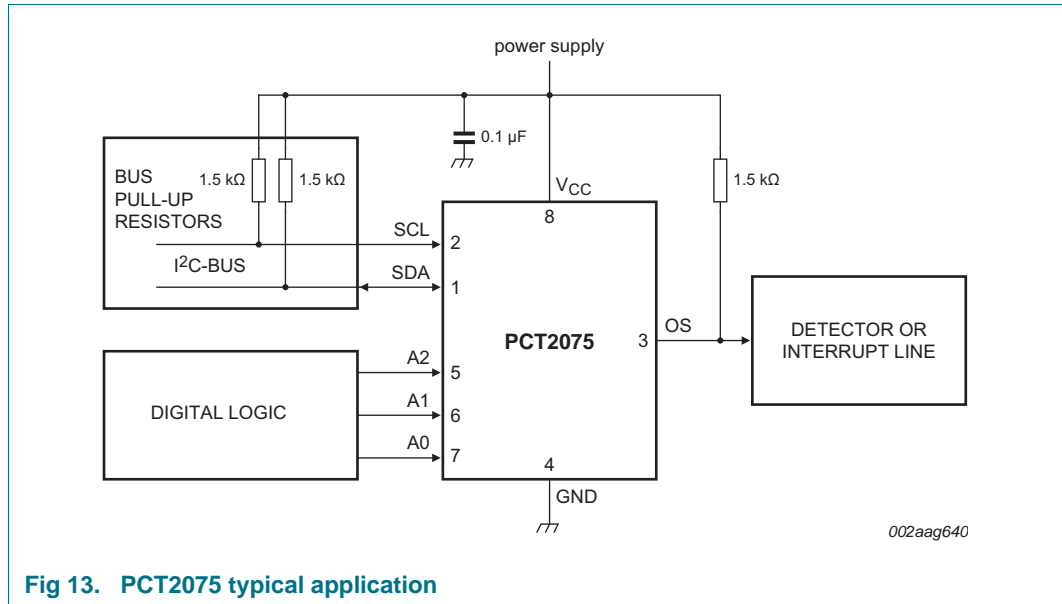 power supply
0.1 μF
BUS
PULL-UP
RESISTORS
1.5 kΩ
1.5 kΩ
1.5 kΩ
VCC
8
SCL
2
I2C-BUS
SDA
1
PCT2075
3
OS
DETECTOR OR
INTERRUPT LINE
DIGITAL LOGIC
A2
5
A1
6
A0
7
4
GND
002aag640
Fig 13. PCT2075 typical application